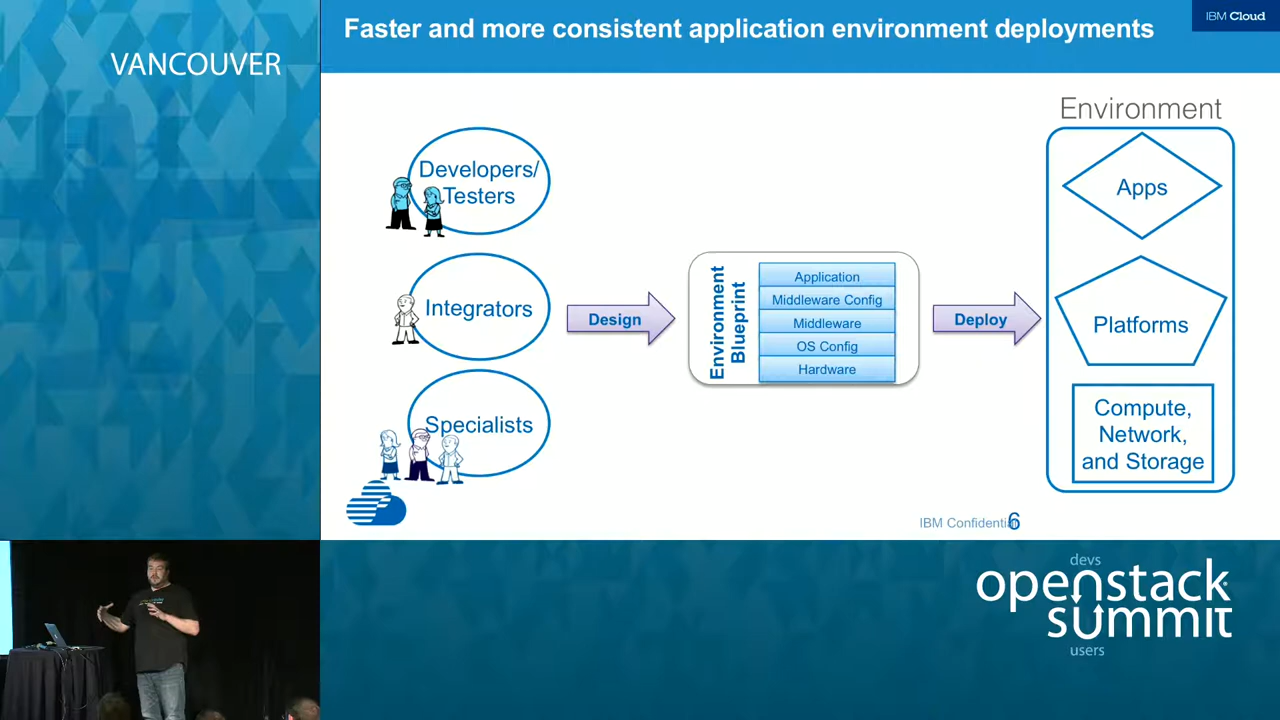 VANCOUVER
Faster and more consistent application environment deployments
IBM Cloud
Developers/
Testers
Integrators
Specialists
Design
Environment
Blueprint
Application
Middleware Config
Middleware
OS Config
Hardware
Deploy
Environment
Apps
Platforms
Compute,
Network,
and Storage
IBM Confidential
6
devs
openstack
summit
users